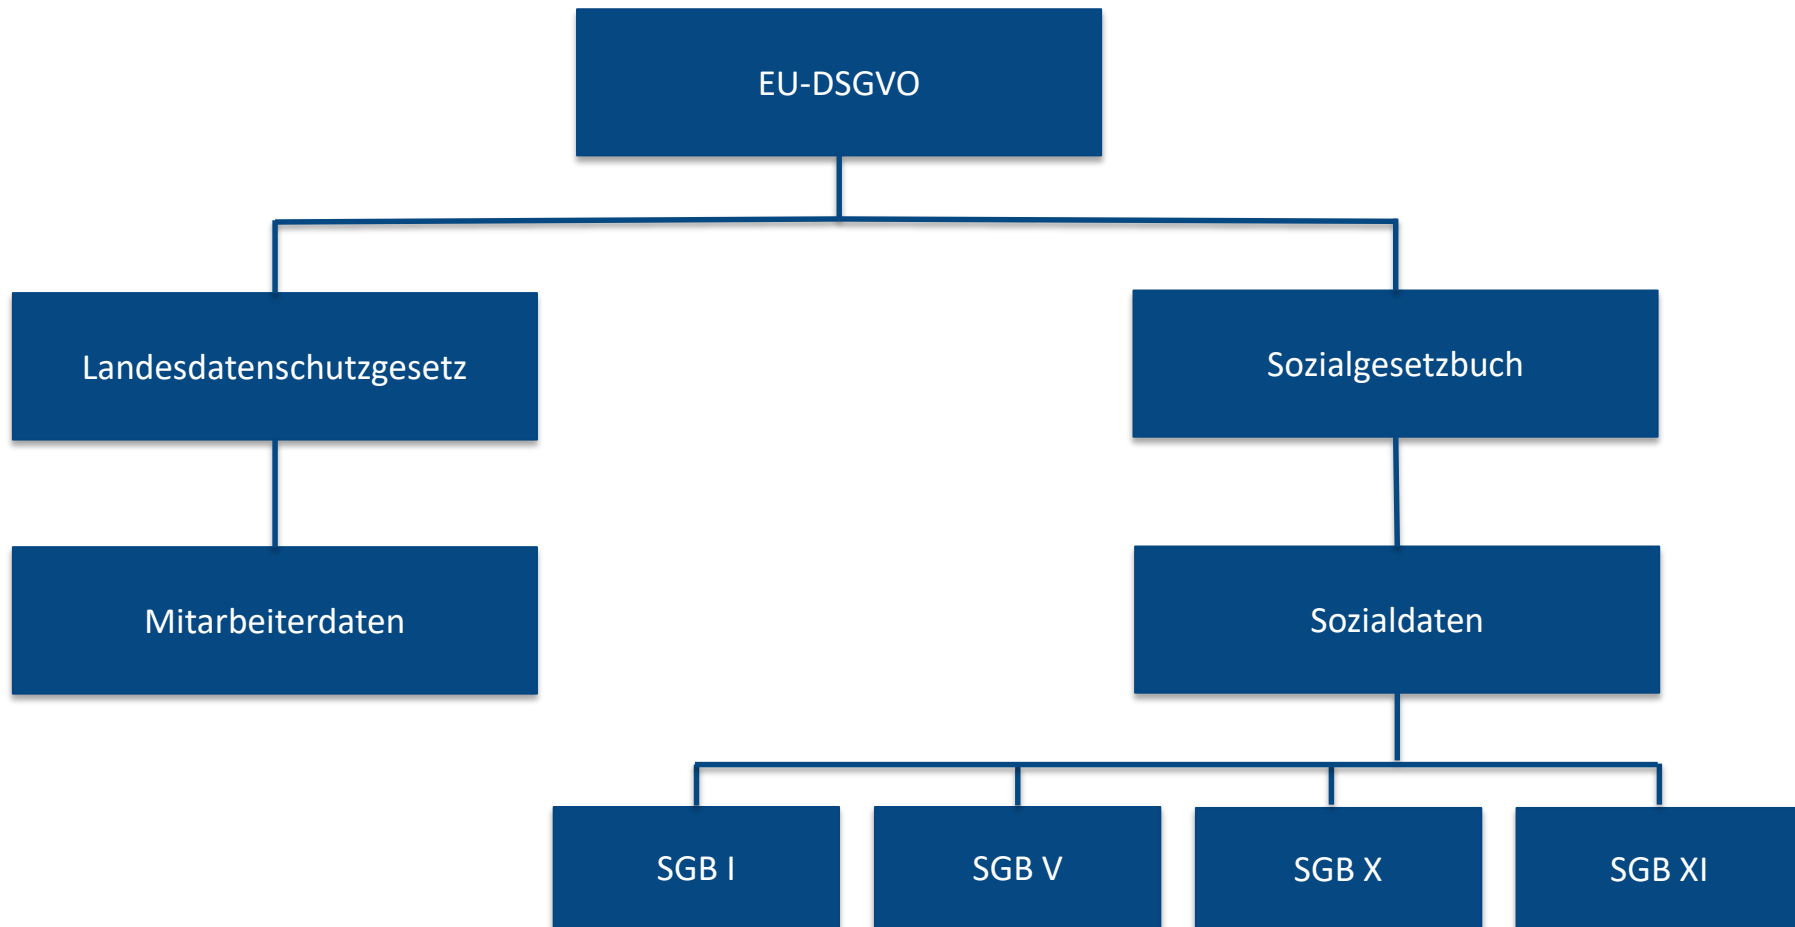 EU-DSGVO
Landesdatenschutzgesetz
Sozialgesetzbuch
Mitarbeiterdaten
Sozialdaten
SGB I
SGB V
SGB X
SGB XI